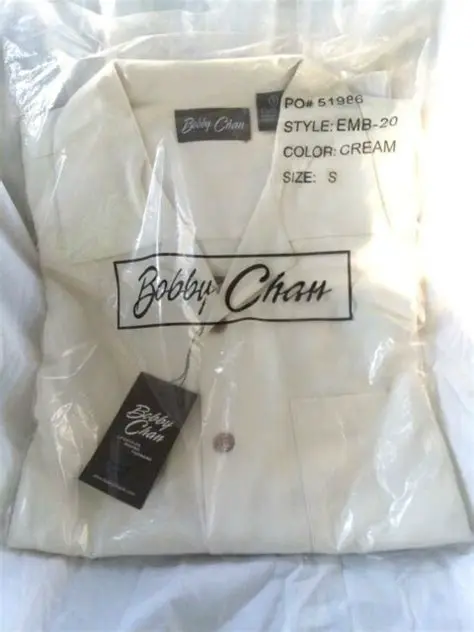 Bobby Chan
PO# 51986
STYLE: EMB-20
COLOR: CREAM
SIZE: S
Bobby Chan
Bobby
Chan